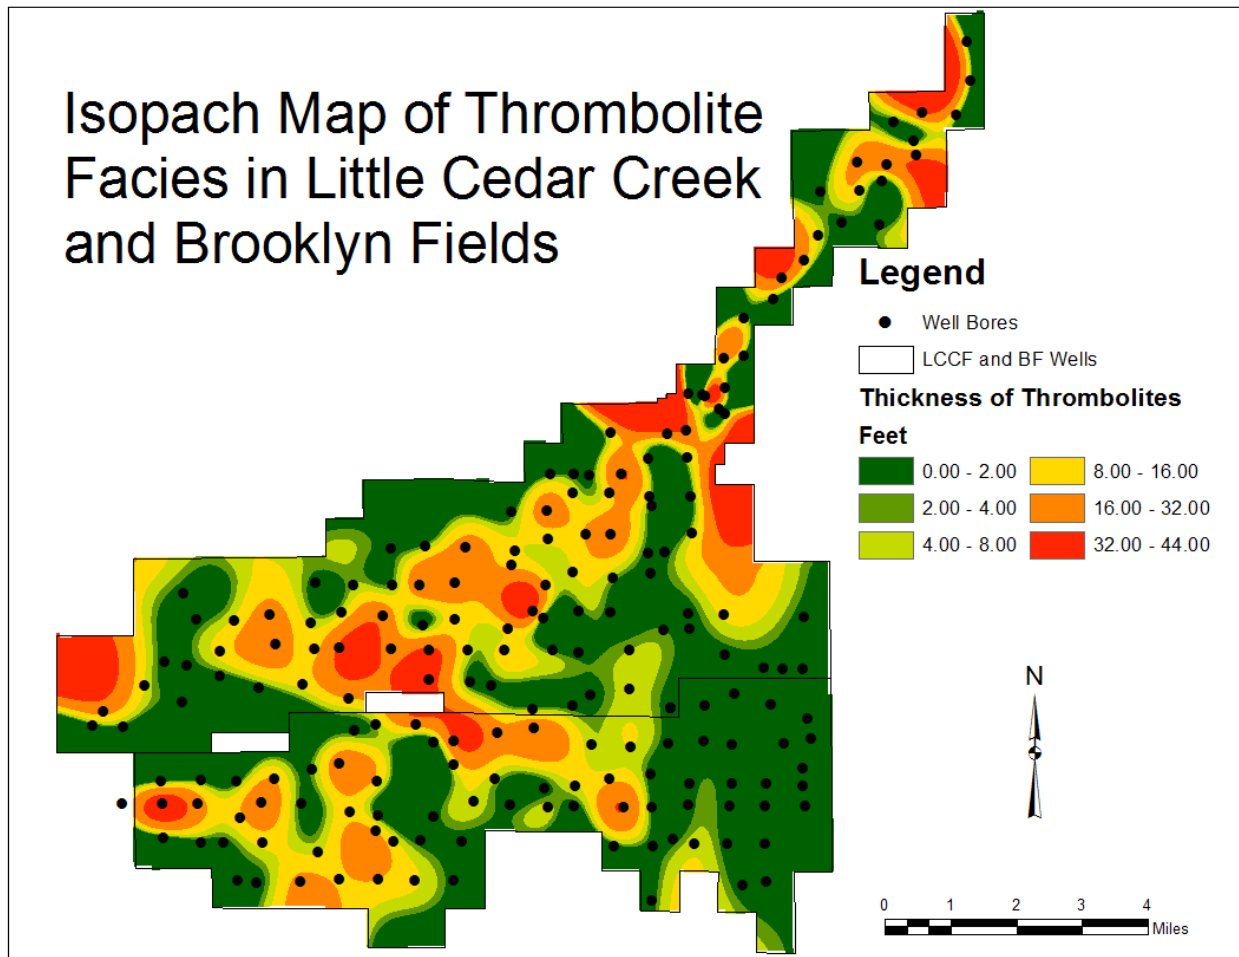 Isopach Map of Thrombolite
Facies in Little Cedar Creek
and Brooklyn Fields
Legend
Well Bores
LCCF and BF Wells
Thickness of Thrombolites
Feet
0.00 - 2.00
8.00 - 16.00
2.00 - 4.00
16.00 - 32.00
4.00 - 8.00
32.00 - 44.00
N
0 1 2 3 4
Miles